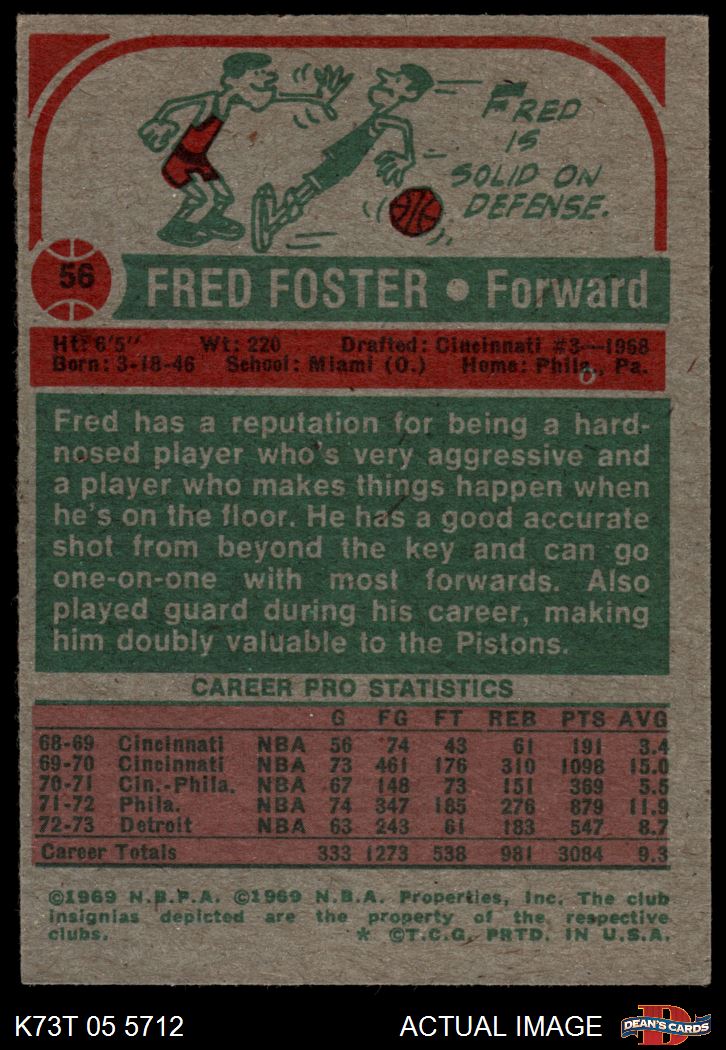 FRED
IS
SOLID ON
DEFENSE.
56
FRED FOSTER • Forward
Ht: 6'5" Wt: 220 Drafted: Cincinnati #3—1968
Born: 3-18-46 School: Miami (O.) Home: Phila., Pa.
Fred has a reputation for being a hard-
nosed player who's very aggressive and
a player who makes things happen when
he's on the floor. He has a good accurate
shot from beyond the key and can go
one-on-one with most forwards. Also
played guard during his career, making
him doubly valuable to the Pistons.
CAREER PRO STATISTICS
G FG FT REB PTS AVG
68-69 Cincinnati NBA 56 74 43 61 191 3.4
69-70 Cincinnati NBA 73 461 176 310 1098 15.0
70-71 Cin.-Phila. NBA 67 148 73 151 369 5.5
71-72 Phila. NBA 74 347 185 276 879 11.9
72-73 Detroit NBA 63 243 61 183 547 8.7
Career Totals 333 1273 538 981 3084 9.3
©1969 N.B.P.A. ©1969 N.B.A. Properties, Inc. The club
insignias depicted are the property of the respective
clubs. * ©T.C.G. PRTD. IN U.S.A.
K73T 05 5712 ACTUAL IMAGE
D
DEAN'S CARDS